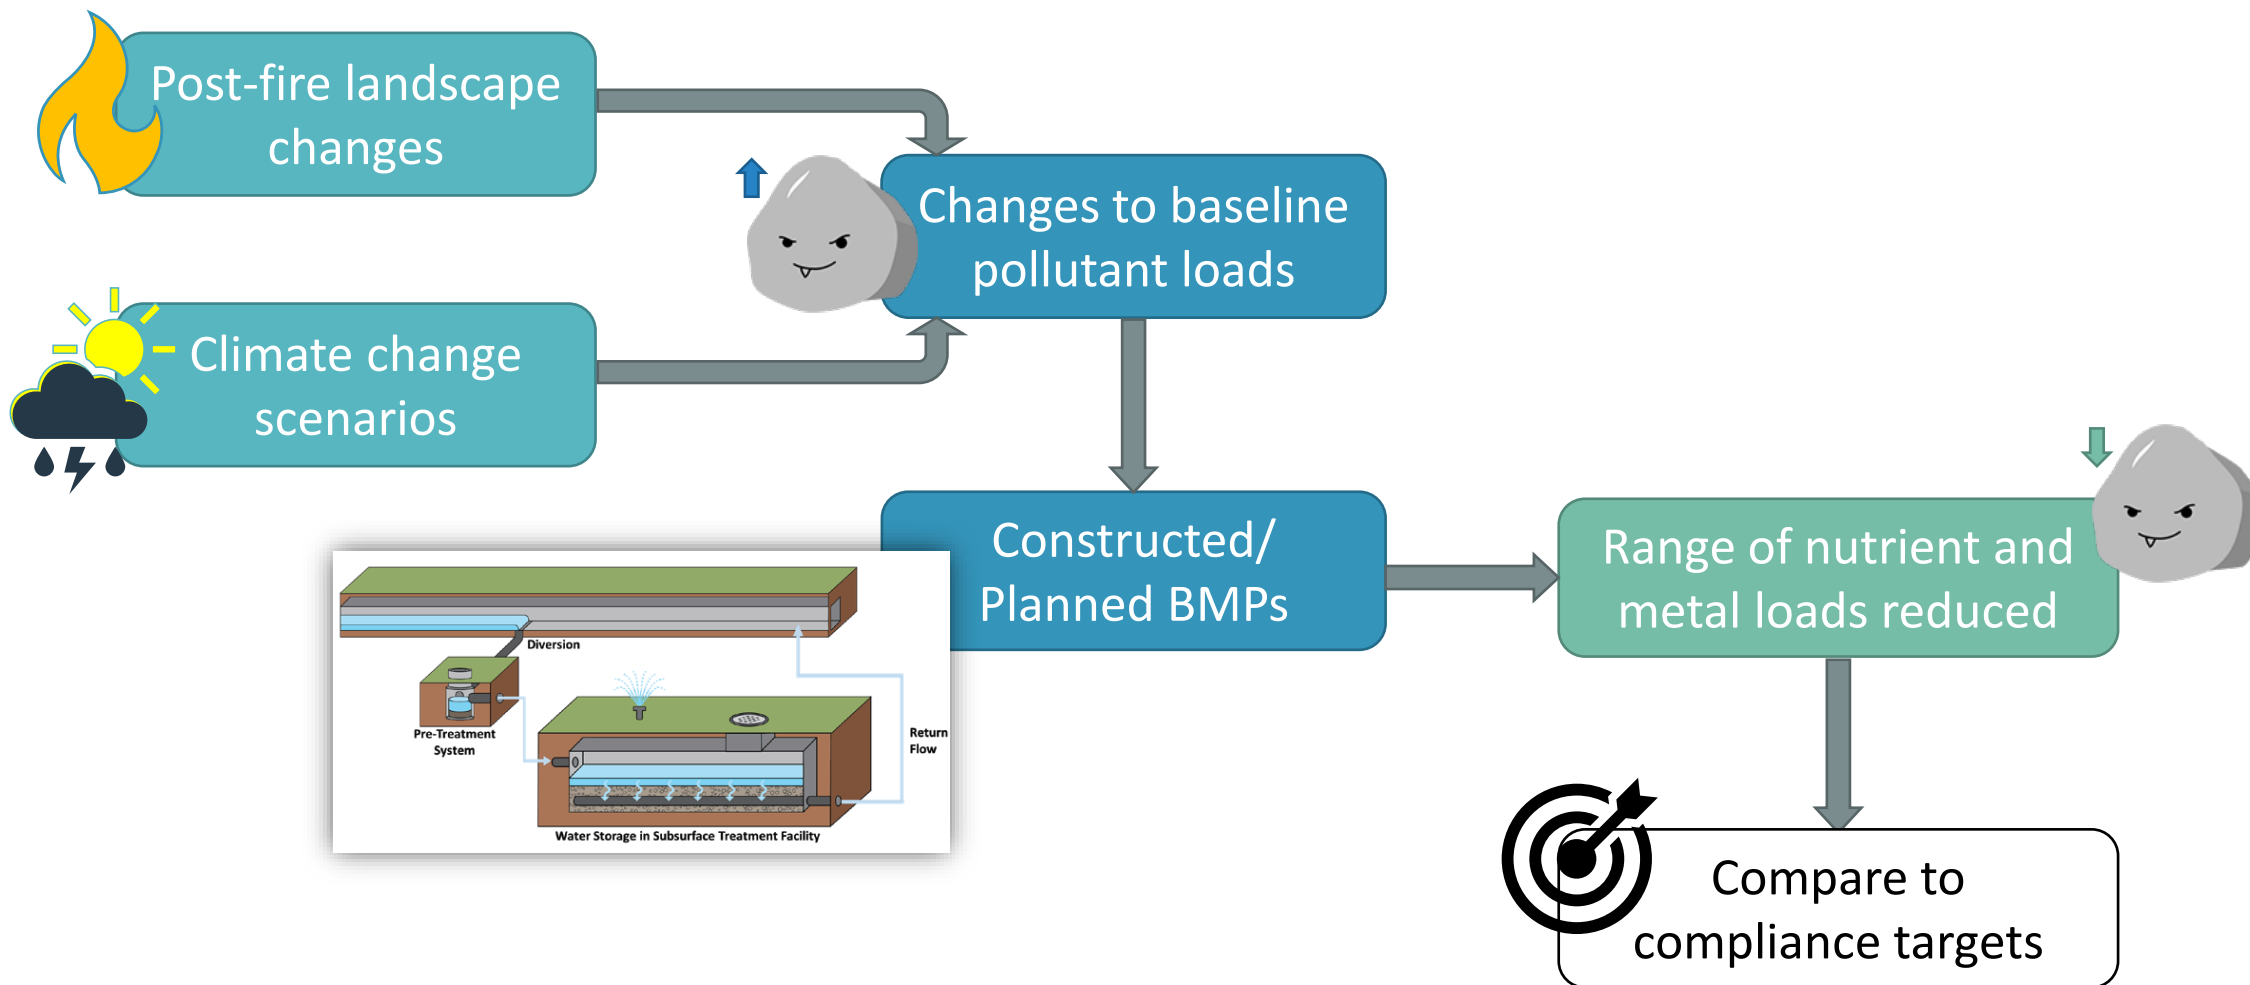 Post-fire landscape
changes
Changes to baseline
pollutant loads
Climate change
scenarios
Constructed/
Planned BMPs
Range of nutrient and
metal loads reduced
Diversion
Pre-Treatment
System
Return
Flow
Water Storage in Subsurface Treatment Facility
Compare to
compliance targets